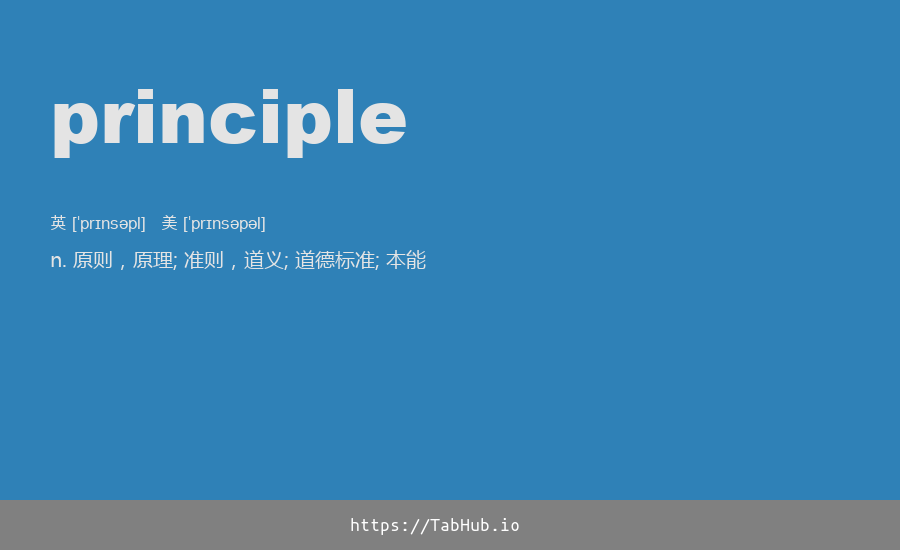 principle
英 [ˈprɪnsəpl] 美 [ˈprɪnsəpəl]
n. 原则，原理; 准则，道义; 道德标准; 本能
https://TabHub.io